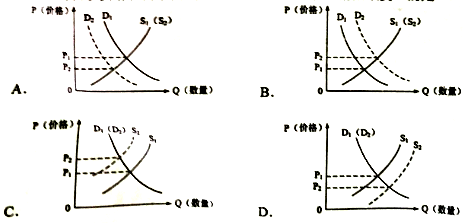 P（价格）
D₂ D₁
S₁（S₂）
P₁
P₂
0
Q（数量）
A.
P（价格）
D₁ D₂
S₁（S₂）
P₂
P₁
0
Q（数量）
B.
P（价格）
D₁（D₂） S₂
S₁
P₂
P₁
0
Q（数量）
C.
P（价格）
D₁（D₂）
S₁
S₂
P₁
P₂
0
Q（数量）
D.